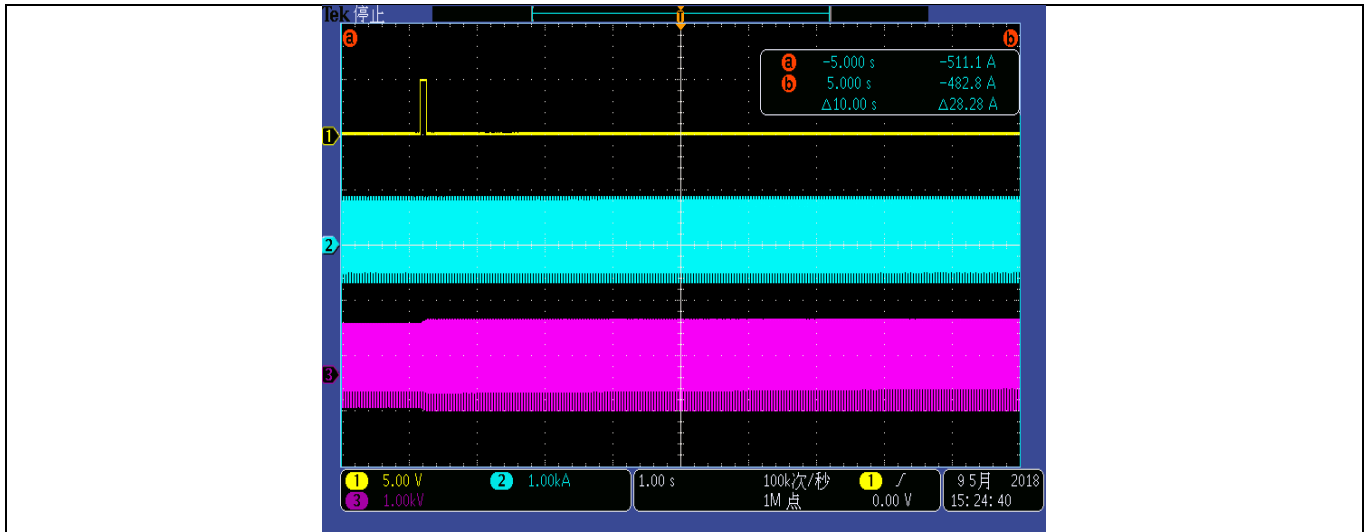 Tek 停止
a b
a -5.000 s -511.1 A
b 5.000 s -482.8 A
Δ10.00 s Δ28.28 A
1
2
3
1 5.00 V 2 1.00kA 1.00 s 100k次/秒 1 / 9 5月 2018
3 1.00kV 1M 点 0.00 V 15:24:40